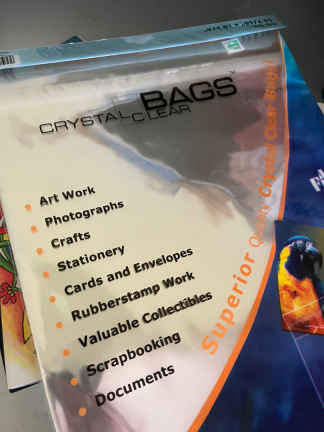 CRYSTAL CLEAR BAGS
Art Work
Photographs
Crafts
Stationery
Cards and Envelopes
Rubberstamp Work
Valuable Collectibles
Scrapbooking
Documents
Superior Quality Crystal Clear Bags